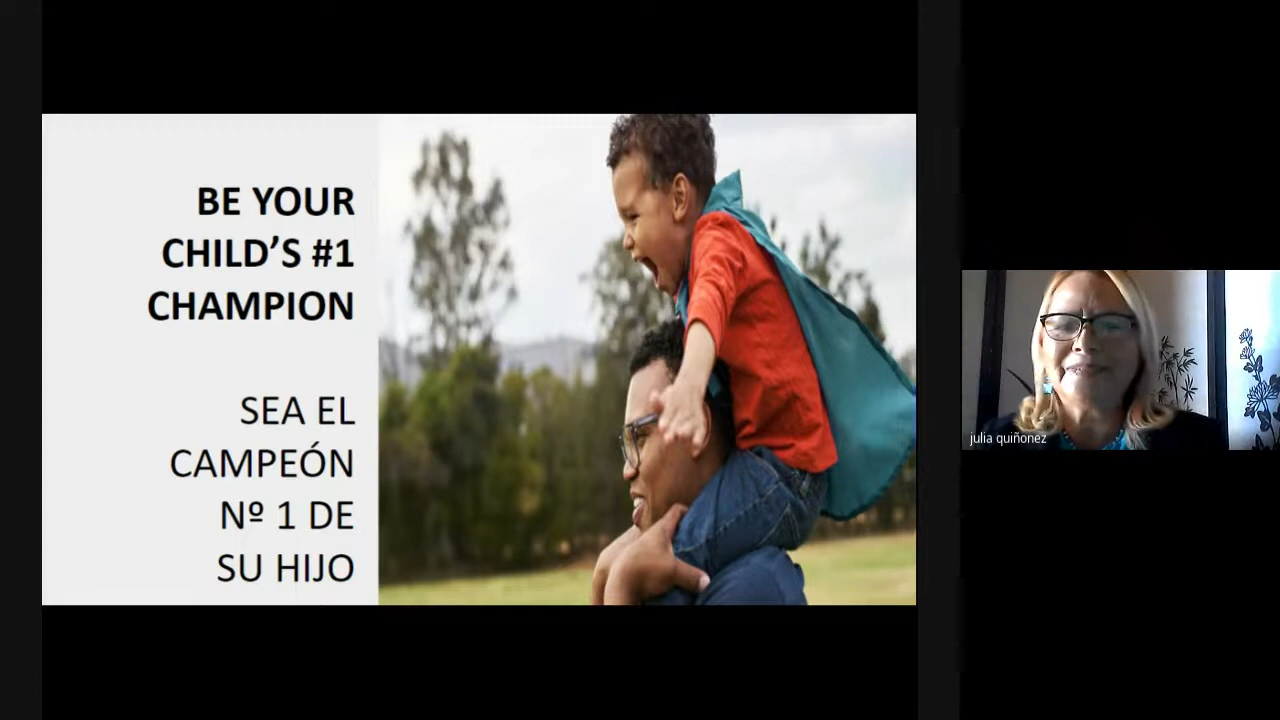 BE YOUR
CHILD’S #1
CHAMPION
SEA EL
CAMPEÓN
Nº 1 DE
SU HIJO
julia quiñonez